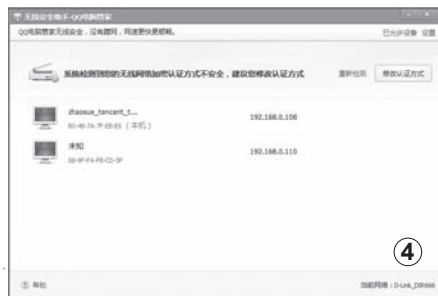 无线安全助手-QQ电脑管家
QQ电脑管家无线安全,没有蹭网,网速更快更顺畅。
已允许设备 设置
系统检测到您的无线网络加密认证方式不安全,建议您修改认证方式
重新检测 修改认证方式
zhaoxue_tencent_t...
192.168.0.108
(本机)
未知
192.168.0.110
④
帮助
当前网络:D-Link_DIR666